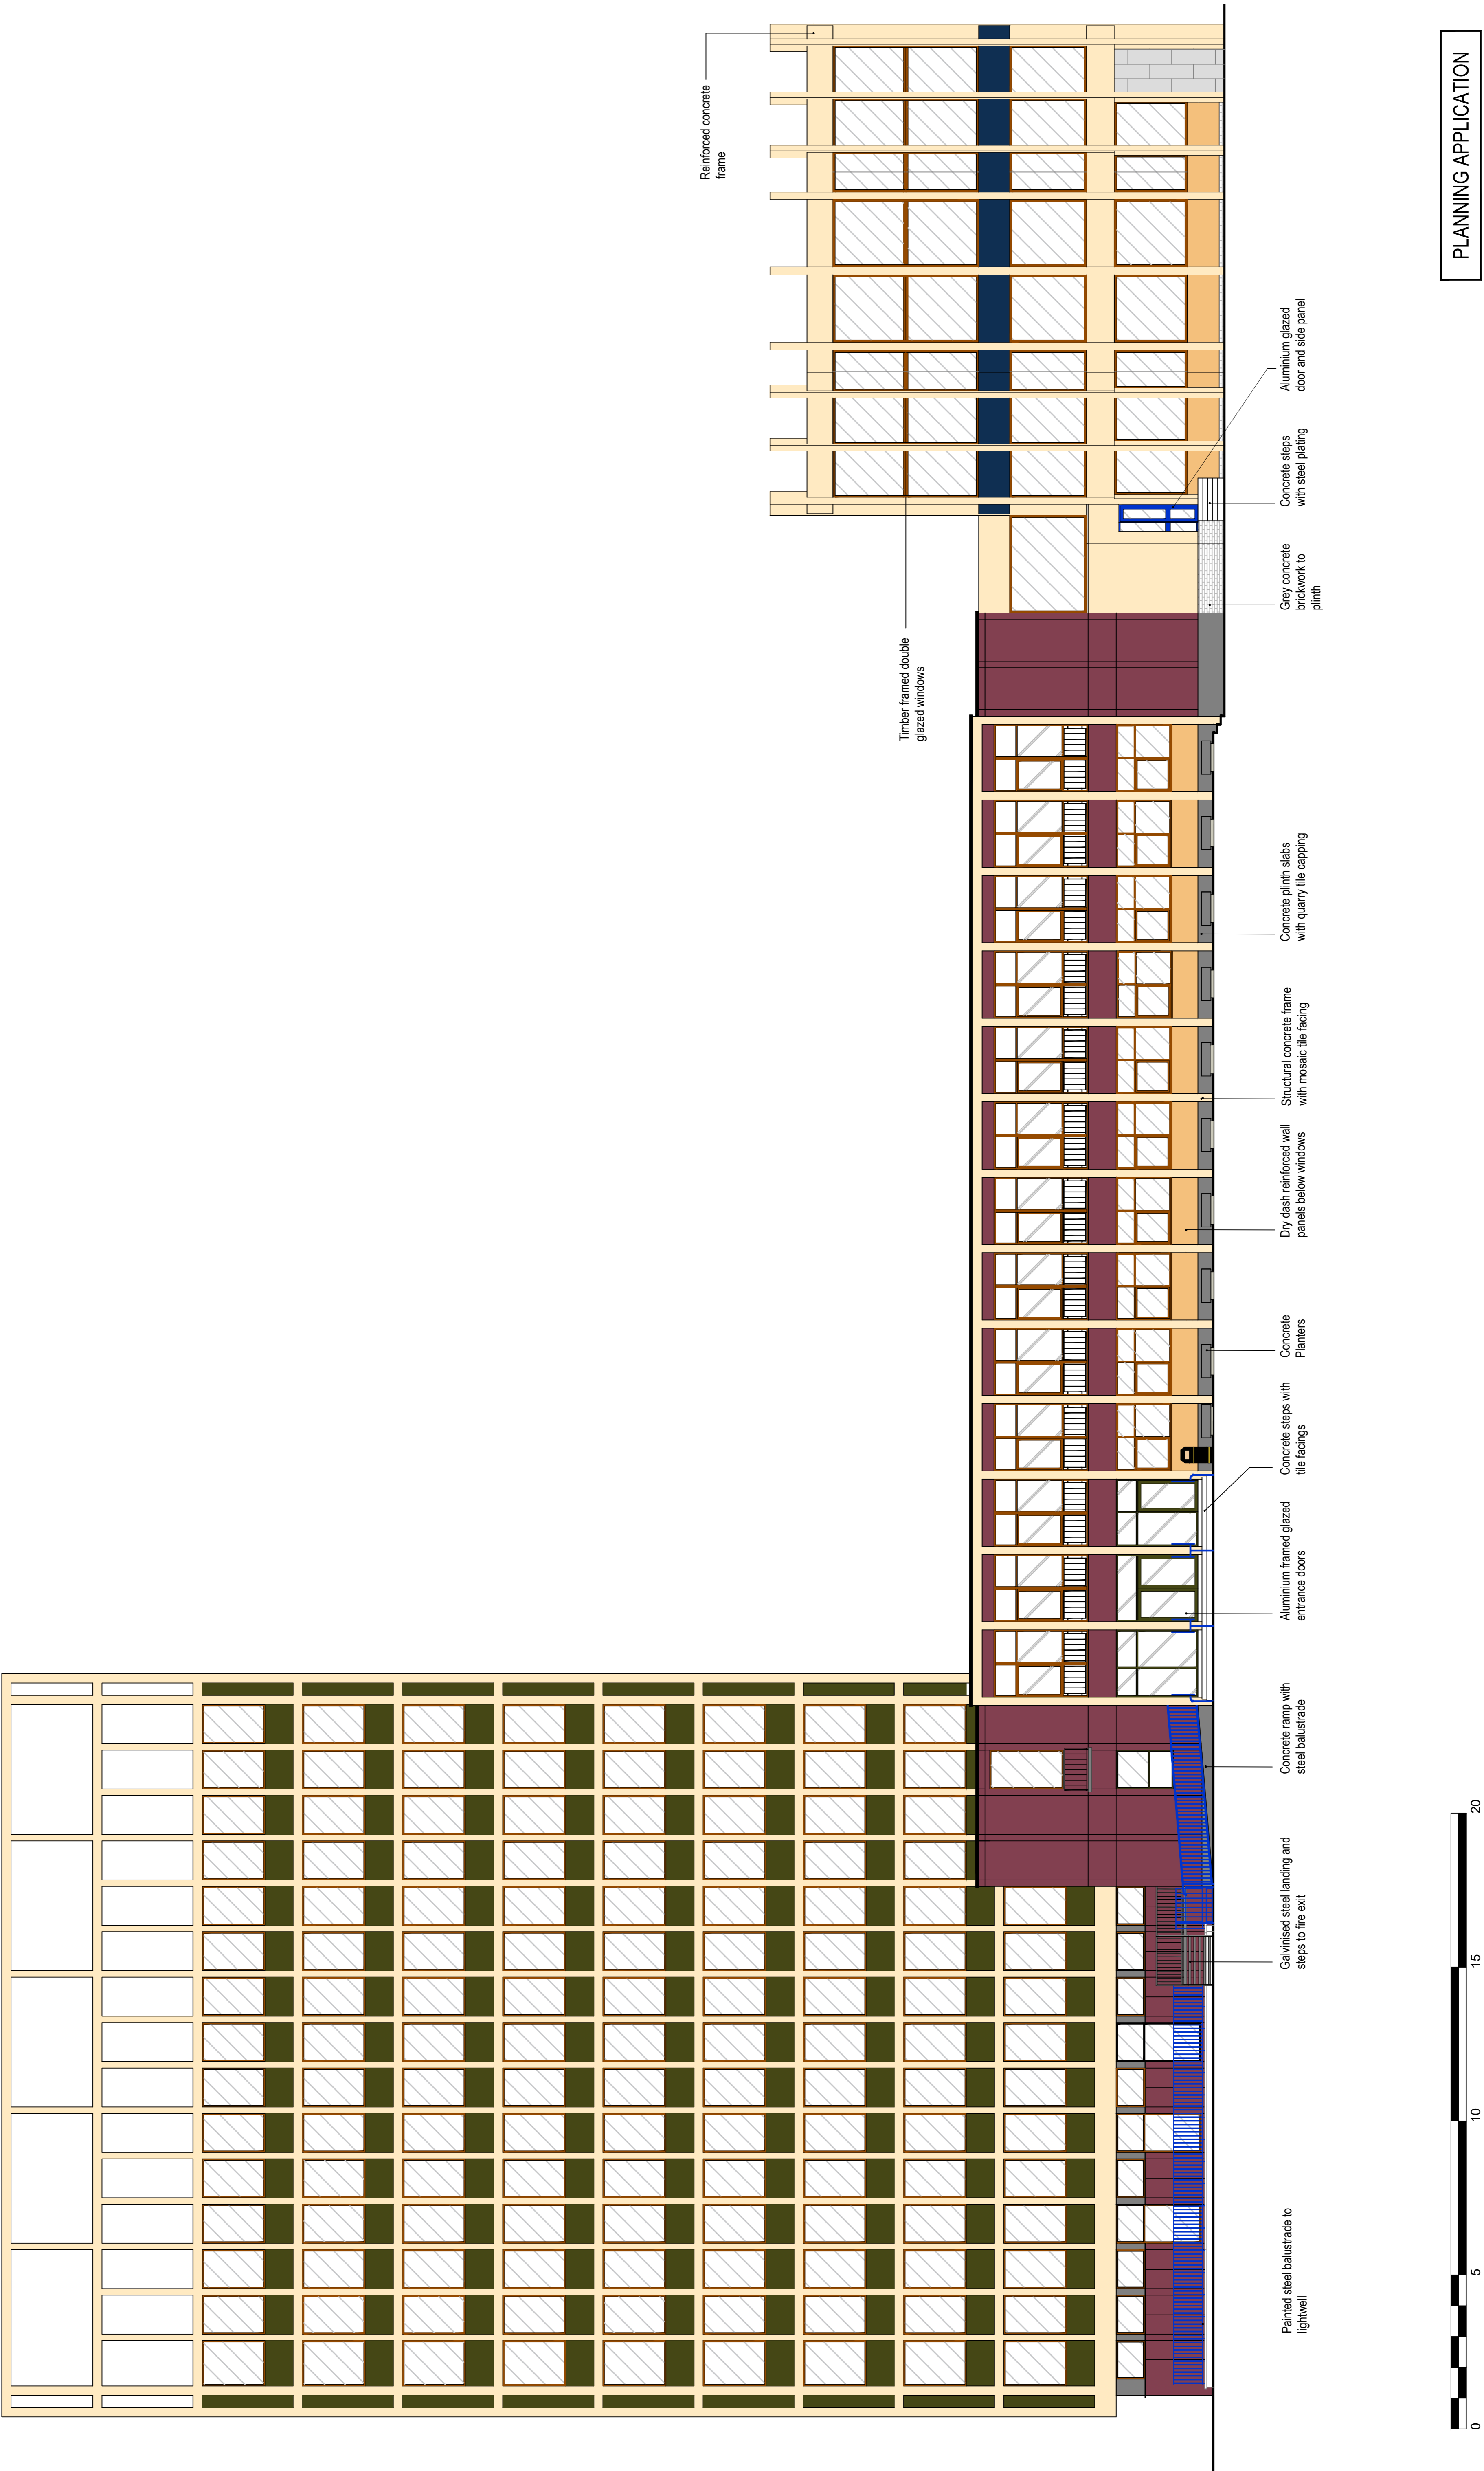 Reinforced concrete
frame
Timber framed double
glazed windows
Painted steel balustrade to
lightwell
Galvinised steel landing and
steps to fire exit
Concrete ramp with
steel balustrade
Aluminium framed glazed
entrance doors
Concrete steps with
tile facings
Concrete
Planters
Dry dash reinforced wall
panels below windows
Structural concrete frame
with mosaic tile facing
Concrete plinth slabs
with quarry tile capping
Grey concrete
brickwork to
plinth
Concrete steps
with steel plating
Aluminium glazed
door and side panel
0
5
10
15
20
PLANNING APPLICATION